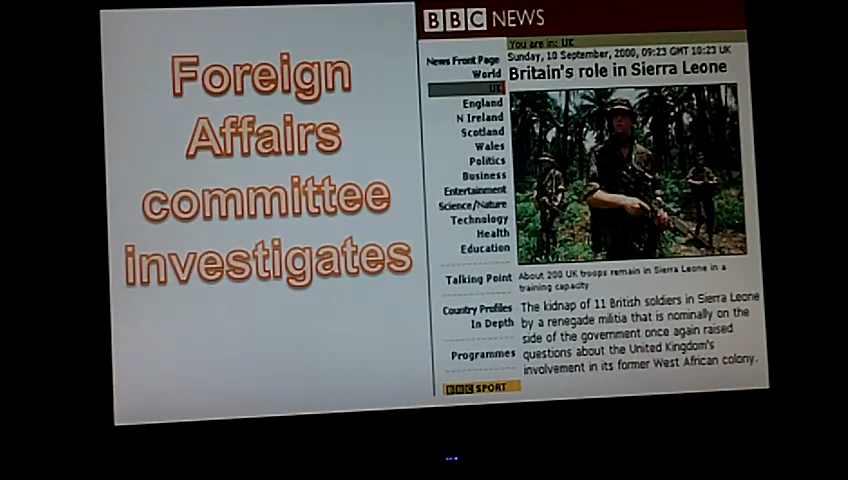 Foreign
Affairs
committee
investigates
BBC NEWS
You are in: UK
Sunday, 10 September, 2000, 09:23 GMT 10:23 UK
Britain's role in Sierra Leone
News Front Page
World
UK
England
N Ireland
Scotland
Wales
Politics
Business
Entertainment
Science/Nature
Technology
Health
Education
Talking Point
Country Profiles
In Depth
Programmes
BBC SPORT
About 200 UK troops remain in Sierra Leone in a
training capacity
The kidnap of 11 British soldiers in Sierra Leone
by a renegade militia that is nominally on the
side of the government once again raised
questions about the United Kingdom's
involvement in its former West African colony.